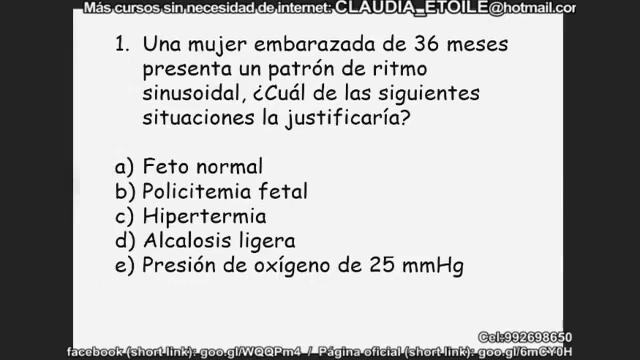 Más cursos sin necesidad de internet: CLAUDIA_ETOILE@hotmail.com
1. Una mujer embarazada de 36 meses
presenta un patrón de ritmo
sinusoidal, ¿Cuál de las siguientes
situaciones la justificaría?
a) Feto normal
b) Policitemia fetal
c) Hipertermia
d) Alcalosis ligera
e) Presión de oxígeno de 25 mmHg
Cel:992698650
facebook (short link): goo.gl/WQQPm4 / Página oficial (short link): goo.gl/6mCY0H